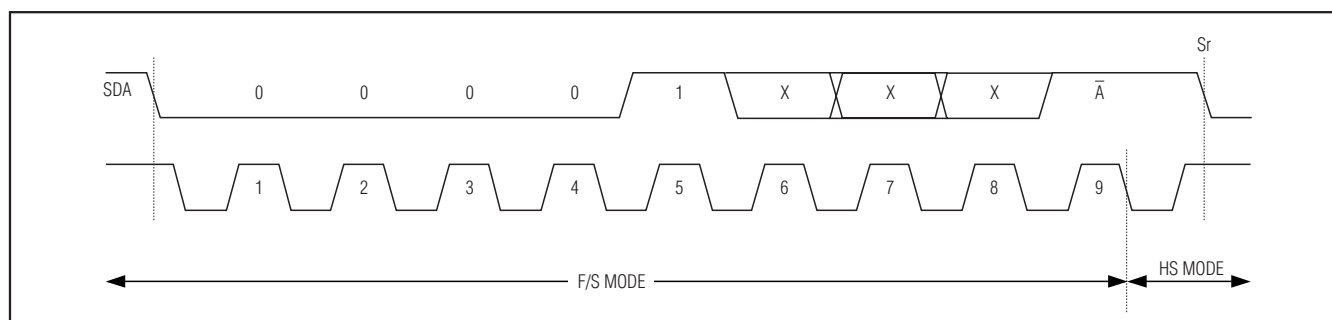 Sr
SDA 0 0 0 0 1 X X X A̅
1 2 3 4 5 6 7 8 9
F/S MODE HS MODE